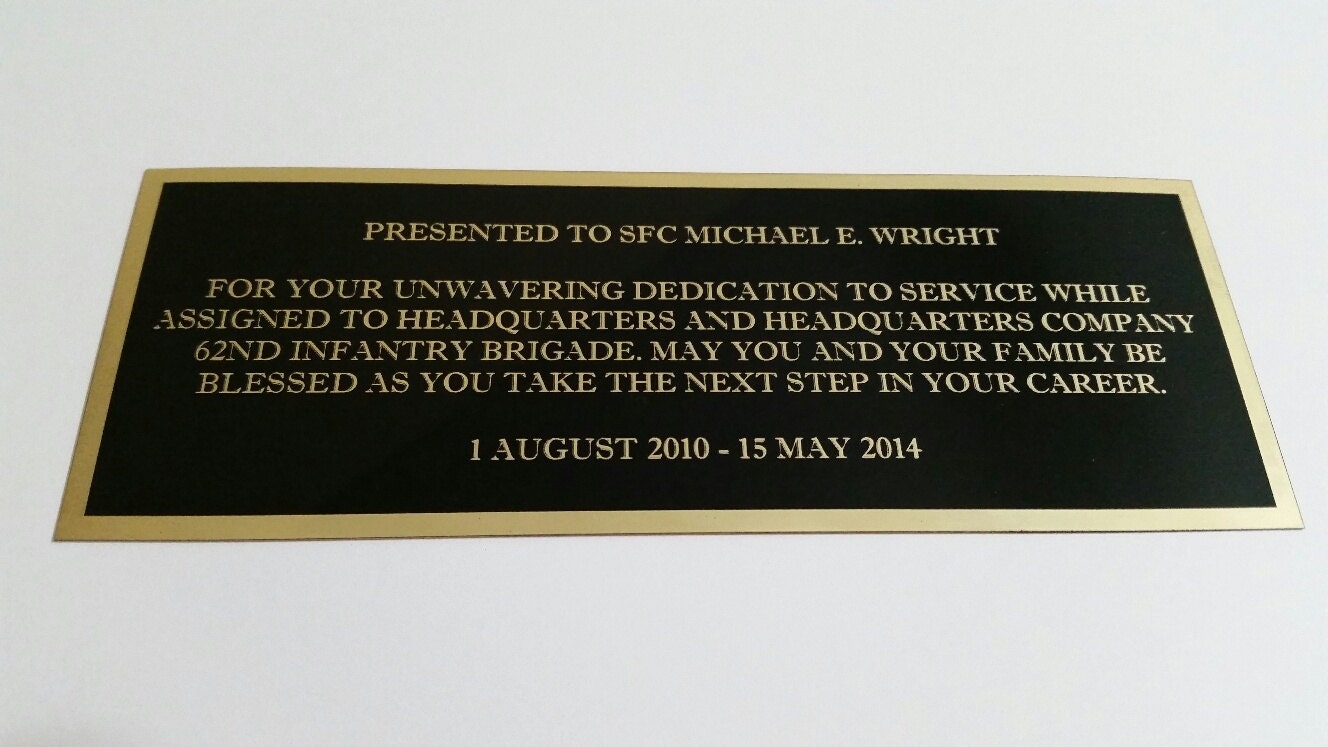 PRESENTED TO SFC MICHAEL E. WRIGHT
FOR YOUR UNWAVERING DEDICATION TO SERVICE WHILE
ASSIGNED TO HEADQUARTERS AND HEADQUARTERS COMPANY
62ND INFANTRY BRIGADE. MAY YOU AND YOUR FAMILY BE
BLESSED AS YOU TAKE THE NEXT STEP IN YOUR CAREER.
1 AUGUST 2010 - 15 MAY 2014